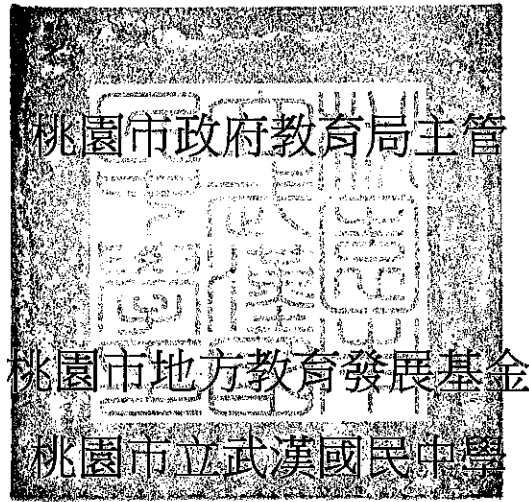 桃園市政府教育局主管
桃園市地方教育發展基金
桃園市立武漢國民中學